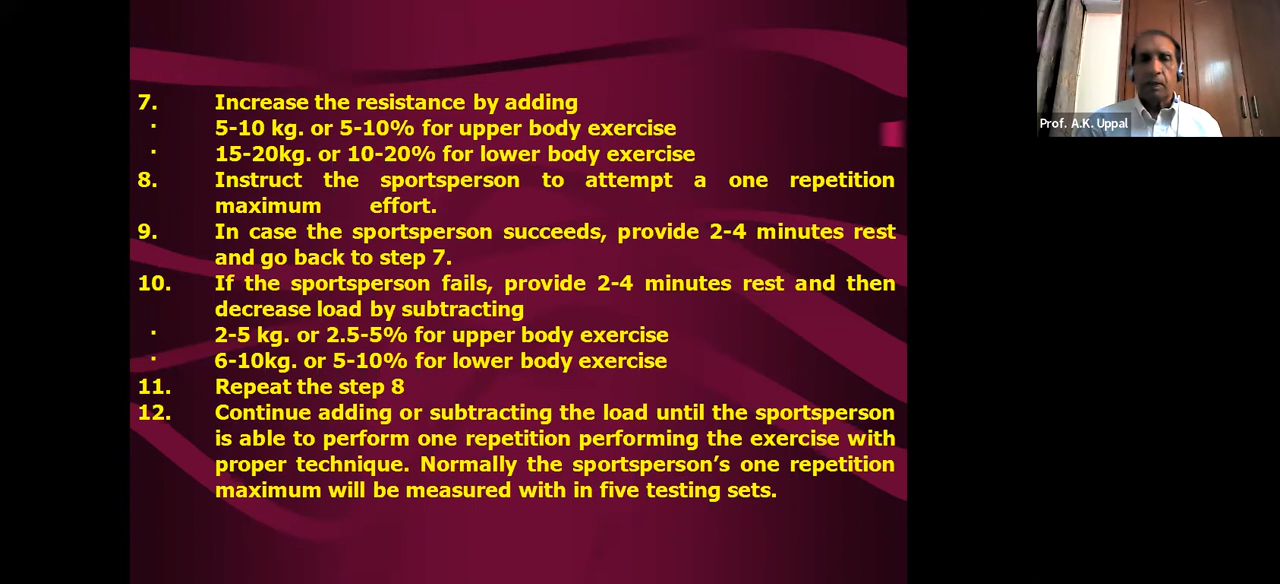 7. Increase the resistance by adding
· 5-10 kg. or 5-10% for upper body exercise
· 15-20kg. or 10-20% for lower body exercise
8. Instruct the sportsperson to attempt a one repetition
maximum effort.
9. In case the sportsperson succeeds, provide 2-4 minutes rest
and go back to step 7.
10. If the sportsperson fails, provide 2-4 minutes rest and then
decrease load by subtracting
· 2-5 kg. or 2.5-5% for upper body exercise
· 6-10kg. or 5-10% for lower body exercise
11. Repeat the step 8
12. Continue adding or subtracting the load until the sportsperson
is able to perform one repetition performing the exercise with
proper technique. Normally the sportsperson's one repetition
maximum will be measured with in five testing sets.
Prof. A.K. Uppal